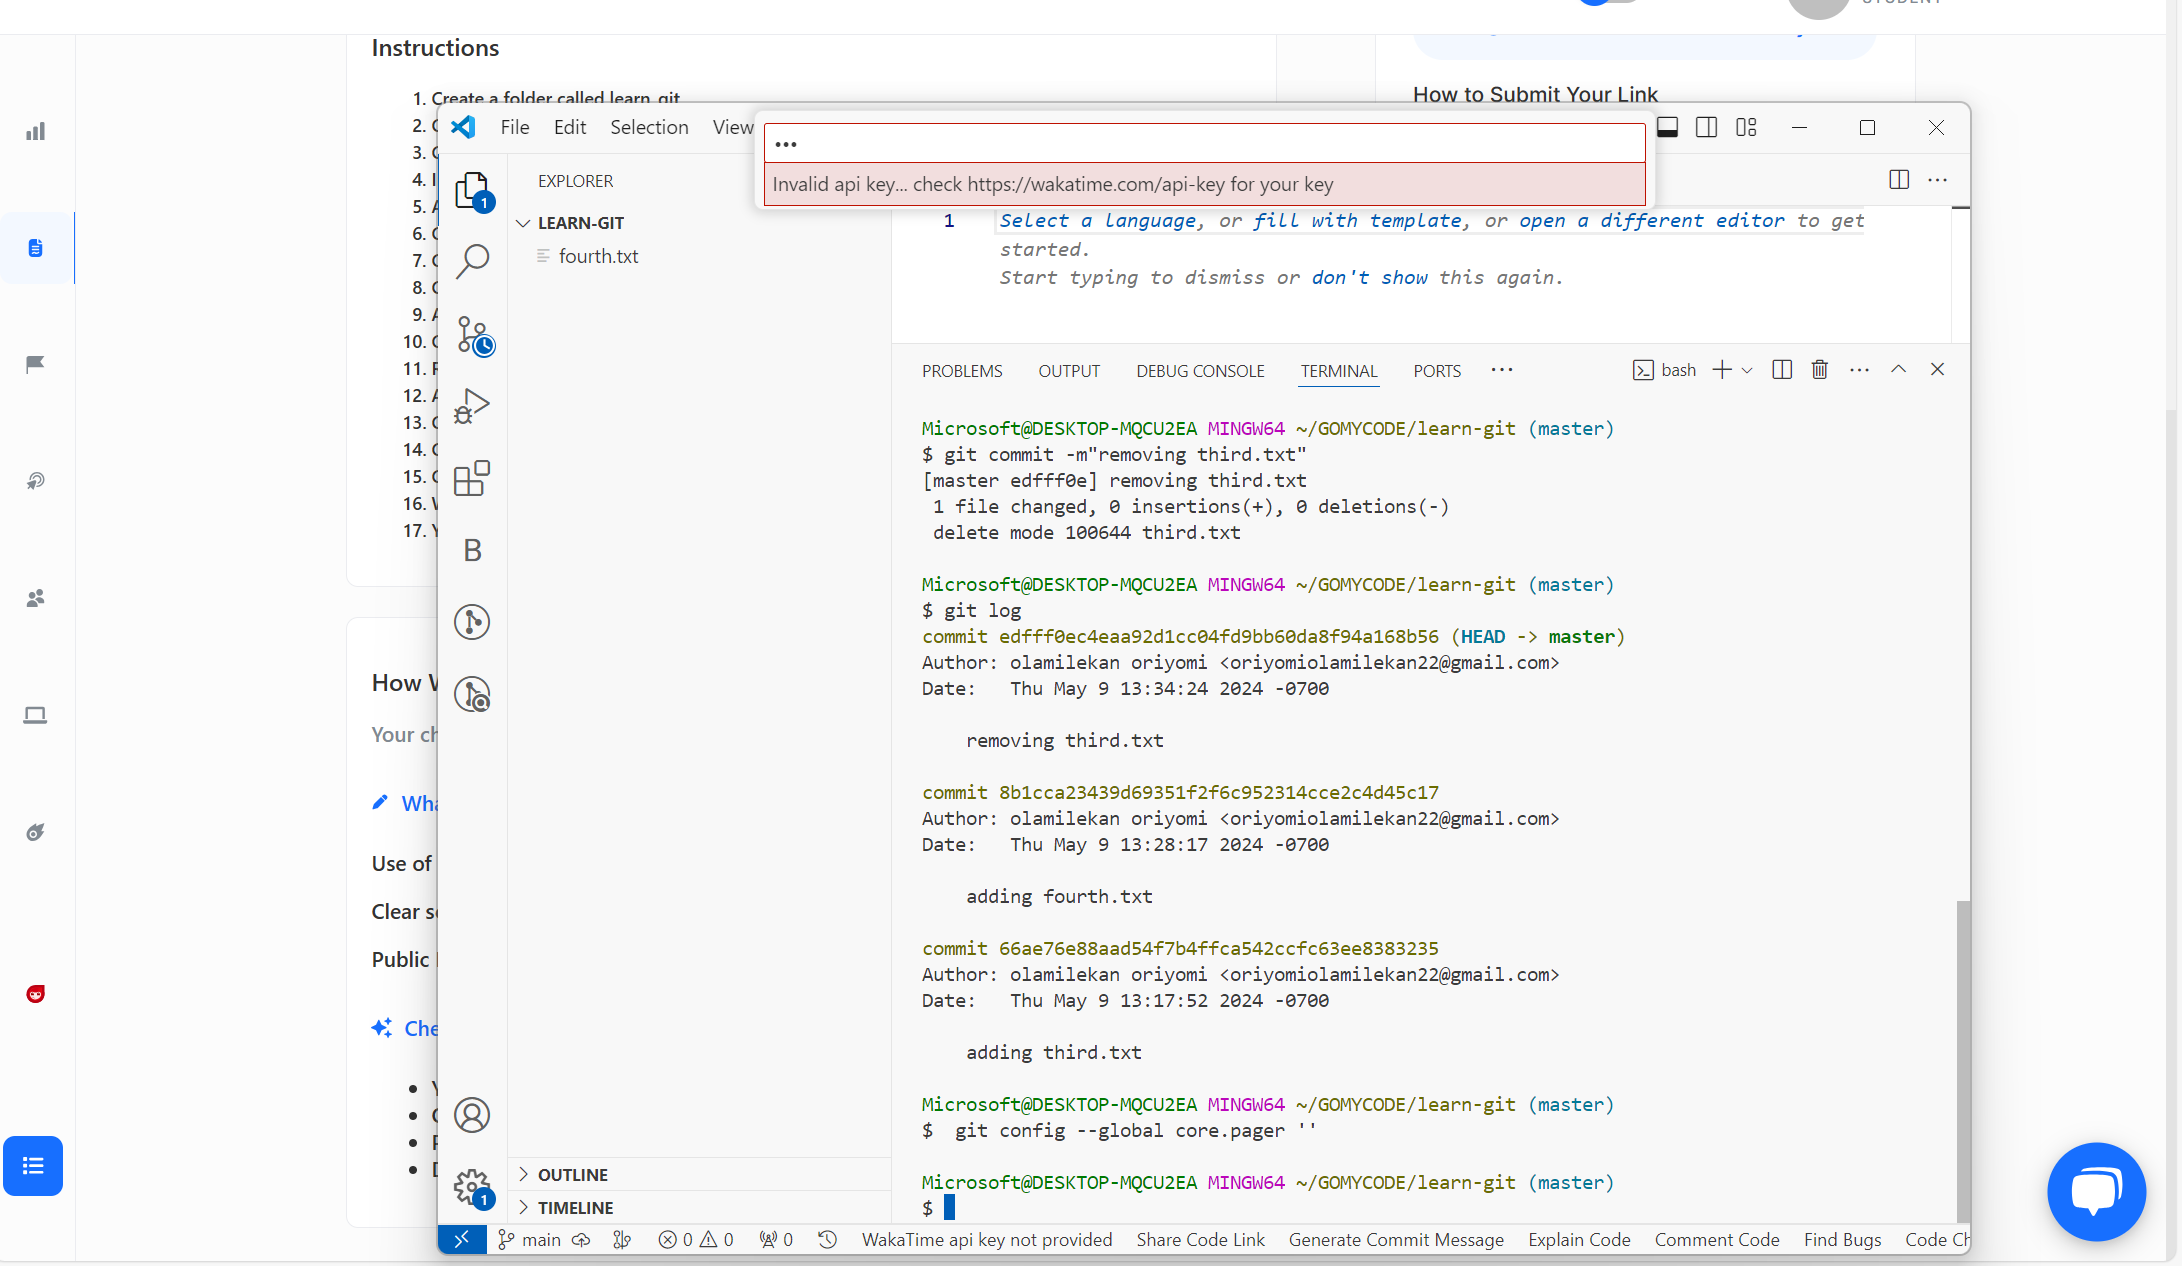 STUDENT
Instructions
1. Create a folder called learn_git
2.
3.
4.
5.
6.
7.
8.
9.
10.
11.
12.
13.
14.
15.
16.
17.
How
Your
Use of
Clear
Public
How to Submit Your Link
File Edit Selection View
•••
Invalid api key... check https://wakatime.com/api-key for your key
EXPLORER
LEARN-GIT
fourth.txt
1 Select a language, or fill with template, or open a different editor to get
started.
Start typing to dismiss or don't show this again.
PROBLEMS OUTPUT DEBUG CONSOLE TERMINAL PORTS ··· bash
Microsoft@DESKTOP-MQCU2EA MINGW64 ~/GOMYCODE/learn-git (master)
$ git commit -m"removing third.txt"
[master edfff0e] removing third.txt
1 file changed, 0 insertions(+), 0 deletions(-)
delete mode 100644 third.txt
Microsoft@DESKTOP-MQCU2EA MINGW64 ~/GOMYCODE/learn-git (master)
$ git log
commit edfff0ec4eaa92d1cc04fd9bb60da8f94a168b56 (HEAD -> master)
Author: olamilekan oriyomi <oriyomiolamilekan22@gmail.com>
Date: Thu May 9 13:34:24 2024 -0700
removing third.txt
commit 8b1cca23439d69351f2f6c952314cce2c4d45c17
Author: olamilekan oriyomi <oriyomiolamilekan22@gmail.com>
Date: Thu May 9 13:28:17 2024 -0700
adding fourth.txt
commit 66ae76e88aad54f7b4ffca542ccfc63ee8383235
Author: olamilekan oriyomi <oriyomiolamilekan22@gmail.com>
Date: Thu May 9 13:17:52 2024 -0700
adding third.txt
Microsoft@DESKTOP-MQCU2EA MINGW64 ~/GOMYCODE/learn-git (master)
$ git config --global core.pager ''
Microsoft@DESKTOP-MQCU2EA MINGW64 ~/GOMYCODE/learn-git (master)
$
1
B
1
OUTLINE
TIMELINE
main 0 0 0 WakaTime api key not provided Share Code Link Generate Commit Message Explain Code Comment Code Find Bugs Code